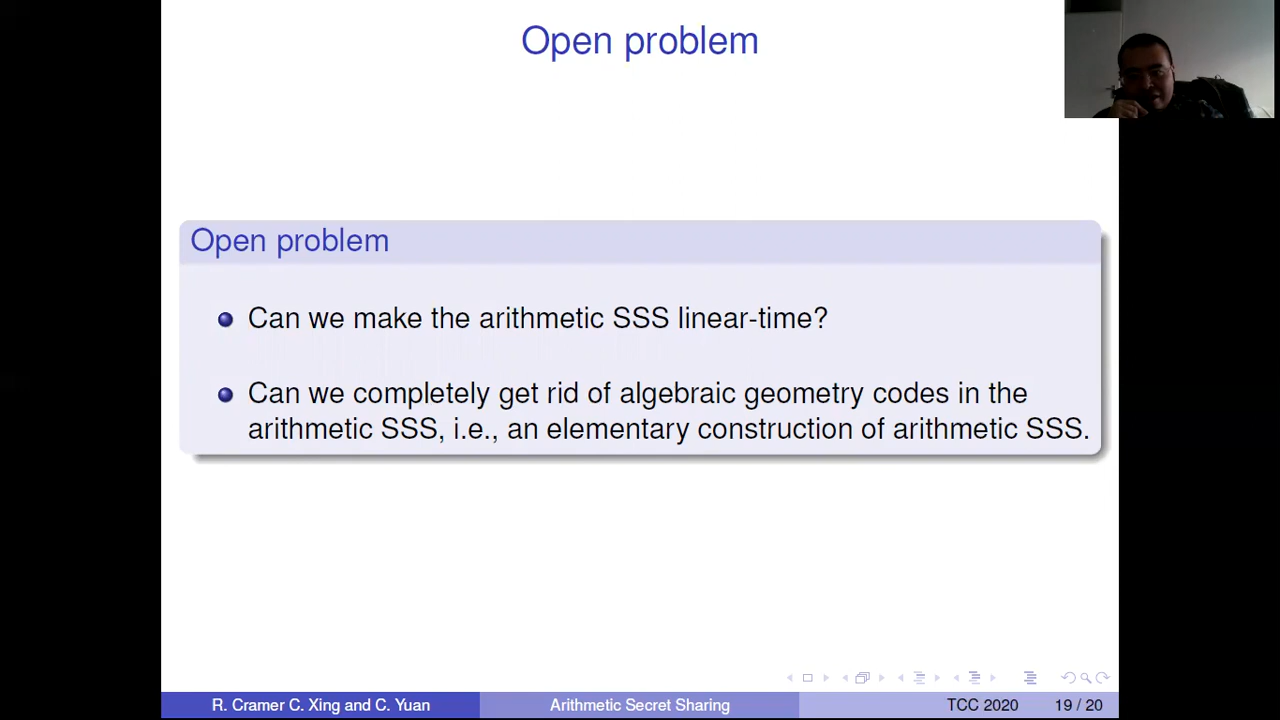 Open problem
Open problem
Can we make the arithmetic SSS linear-time?
Can we completely get rid of algebraic geometry codes in the
arithmetic SSS, i.e., an elementary construction of arithmetic SSS.
R. Cramer C. Xing and C. Yuan
Arithmetic Secret Sharing
TCC 2020
19 / 20